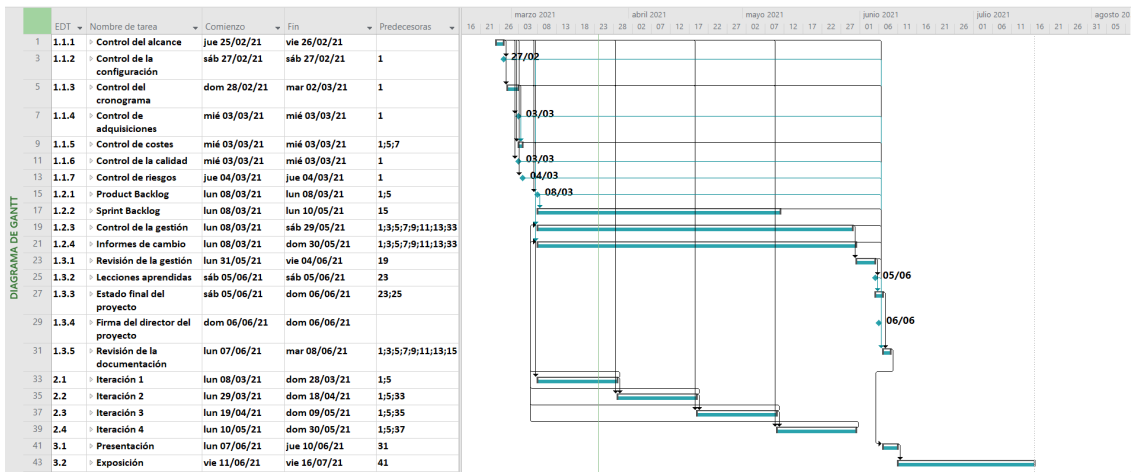 marzo 2021 abril 2021 mayo 2021 junio 2021 julio 2021 agosto 20
EDT Nombre de tarea Comienzo Fin Predecesoras 16 21 26 03 08 13 18 23 28 02 07 12 17 22 27 02 07 12 17 22 27 01 06 11 16 21 26 01 06 11 16 21 26 31 05
1 1.1.1 Control del alcance jue 25/02/21 vie 26/02/21
3 1.1.2 Control de la sáb 27/02/21 sáb 27/02/21 1 27/02
configuración
5 1.1.3 Control del dom 28/02/21 mar 02/03/21 1
cronograma
7 1.1.4 Control de mié 03/03/21 mié 03/03/21 1 03/03
adquisiciones
9 1.1.5 Control de costes mié 03/03/21 mié 03/03/21 1;5;7
11 1.1.6 Control de la calidad mié 03/03/21 mié 03/03/21 1 03/03
13 1.1.7 Control de riesgos jue 04/03/21 jue 04/03/21 1 04/03
15 1.2.1 Product Backlog lun 08/03/21 lun 08/03/21 1;5 08/03
17 1.2.2 Sprint Backlog lun 08/03/21 lun 10/05/21 15
19 1.2.3 Control de la gestión lun 08/03/21 sáb 29/05/21 1;3;5;7;9;11;13;33
21 1.2.4 Informes de cambio lun 08/03/21 dom 30/05/21 1;3;5;7;9;11;13;33
23 1.3.1 Revisión de la gestión lun 31/05/21 vie 04/06/21 19
25 1.3.2 Lecciones aprendidas sáb 05/06/21 sáb 05/06/21 23 05/06
27 1.3.3 Estado final del sáb 05/06/21 dom 06/06/21 23;25
proyecto
29 1.3.4 Firma del director del dom 06/06/21 dom 06/06/21 06/06
proyecto
31 1.3.5 Revisión de la lun 07/06/21 mar 08/06/21 1;3;5;7;9;11;13;15
documentación
33 2.1 Iteración 1 lun 08/03/21 dom 28/03/21 1;5
35 2.2 Iteración 2 lun 29/03/21 dom 18/04/21 1;5;33
37 2.3 Iteración 3 lun 19/04/21 dom 09/05/21 1;5;35
39 2.4 Iteración 4 lun 10/05/21 dom 30/05/21 1;5;37
41 3.1 Presentación lun 07/06/21 jue 10/06/21 31
43 3.2 Exposición vie 11/06/21 vie 16/07/21 41
DIAGRAMA DE GANTT